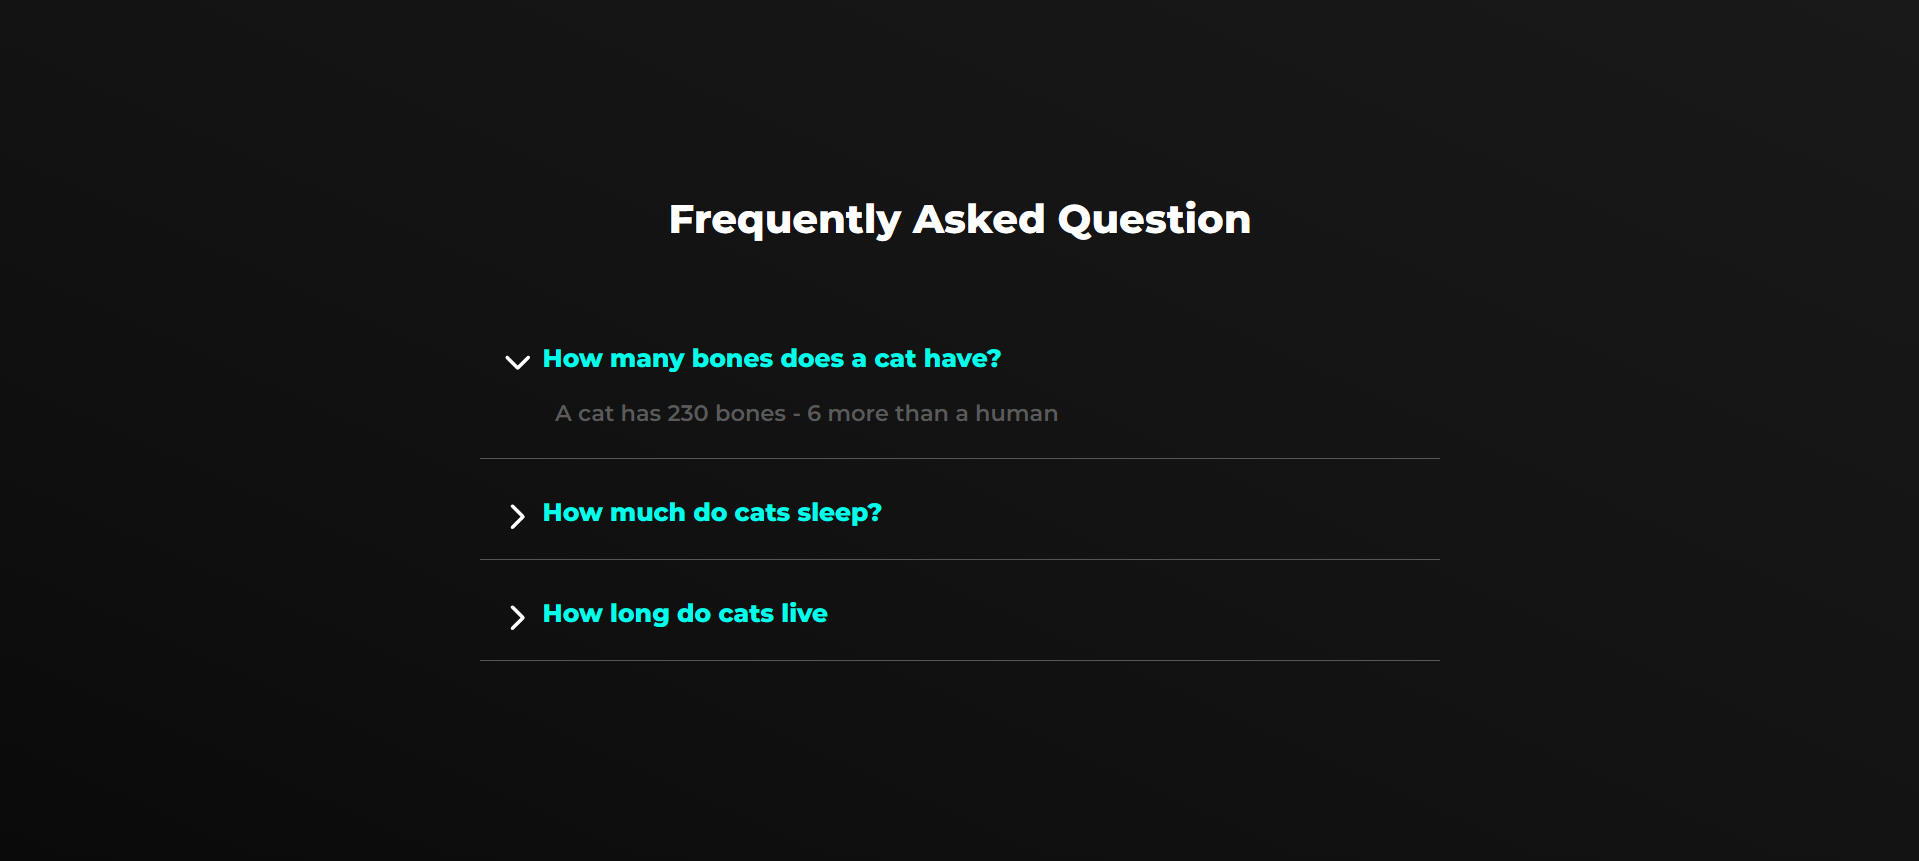 Frequently Asked Question
How many bones does a cat have?
A cat has 230 bones - 6 more than a human
How much do cats sleep?
How long do cats live